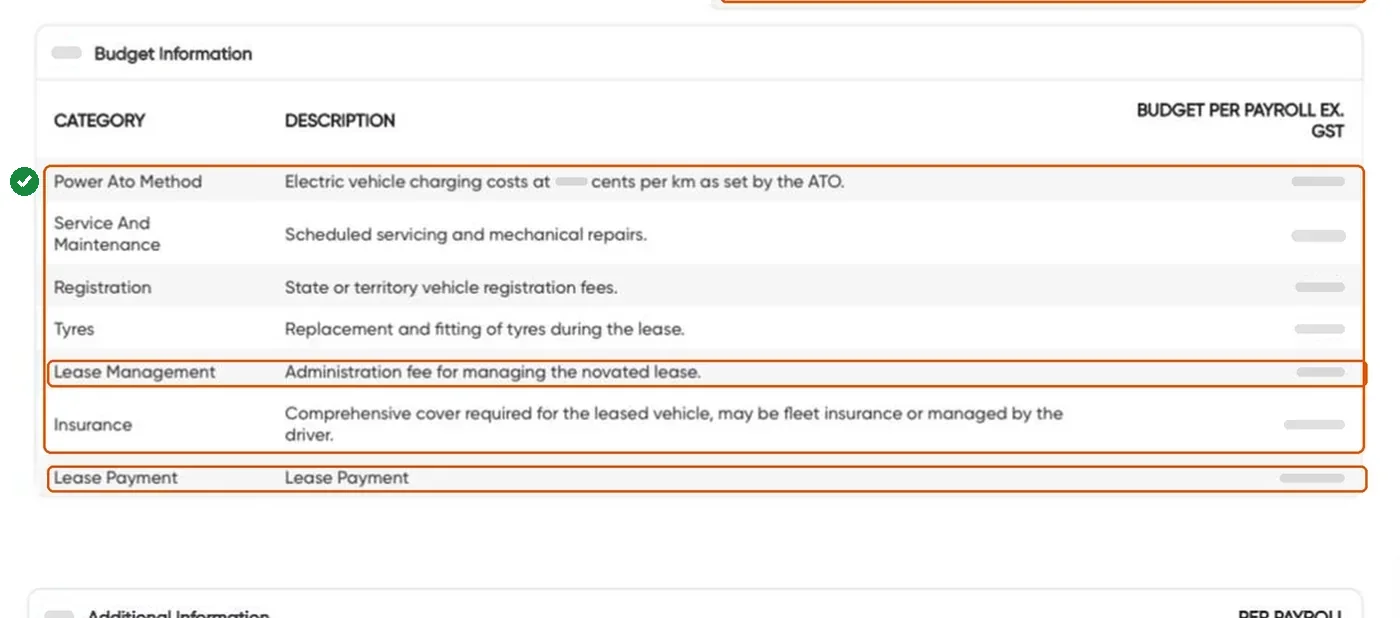 Budget Information
CATEGORY DESCRIPTION BUDGET PER PAYROLL EX.
GST
Power Ato Method Electric vehicle charging costs at cents per km as set by the ATO.
Service And
Maintenance Scheduled servicing and mechanical repairs.
Registration State or territory vehicle registration fees.
Tyres Replacement and fitting of tyres during the lease.
Lease Management Administration fee for managing the novated lease.
Insurance Comprehensive cover required for the leased vehicle, may be fleet insurance or managed by the
driver.
Lease Payment Lease Payment
Additional Information PER PAYROLL